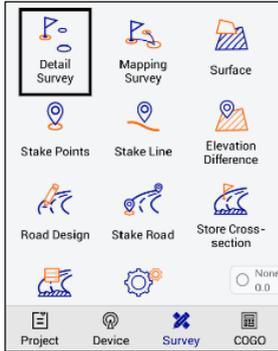 Detail
Survey
Mapping
Survey
Surface
Stake Points
Stake Line
Elevation
Difference
Road Design
Stake Road
Store Cross-
section
None
0.0
Project
Device
Survey
COGO